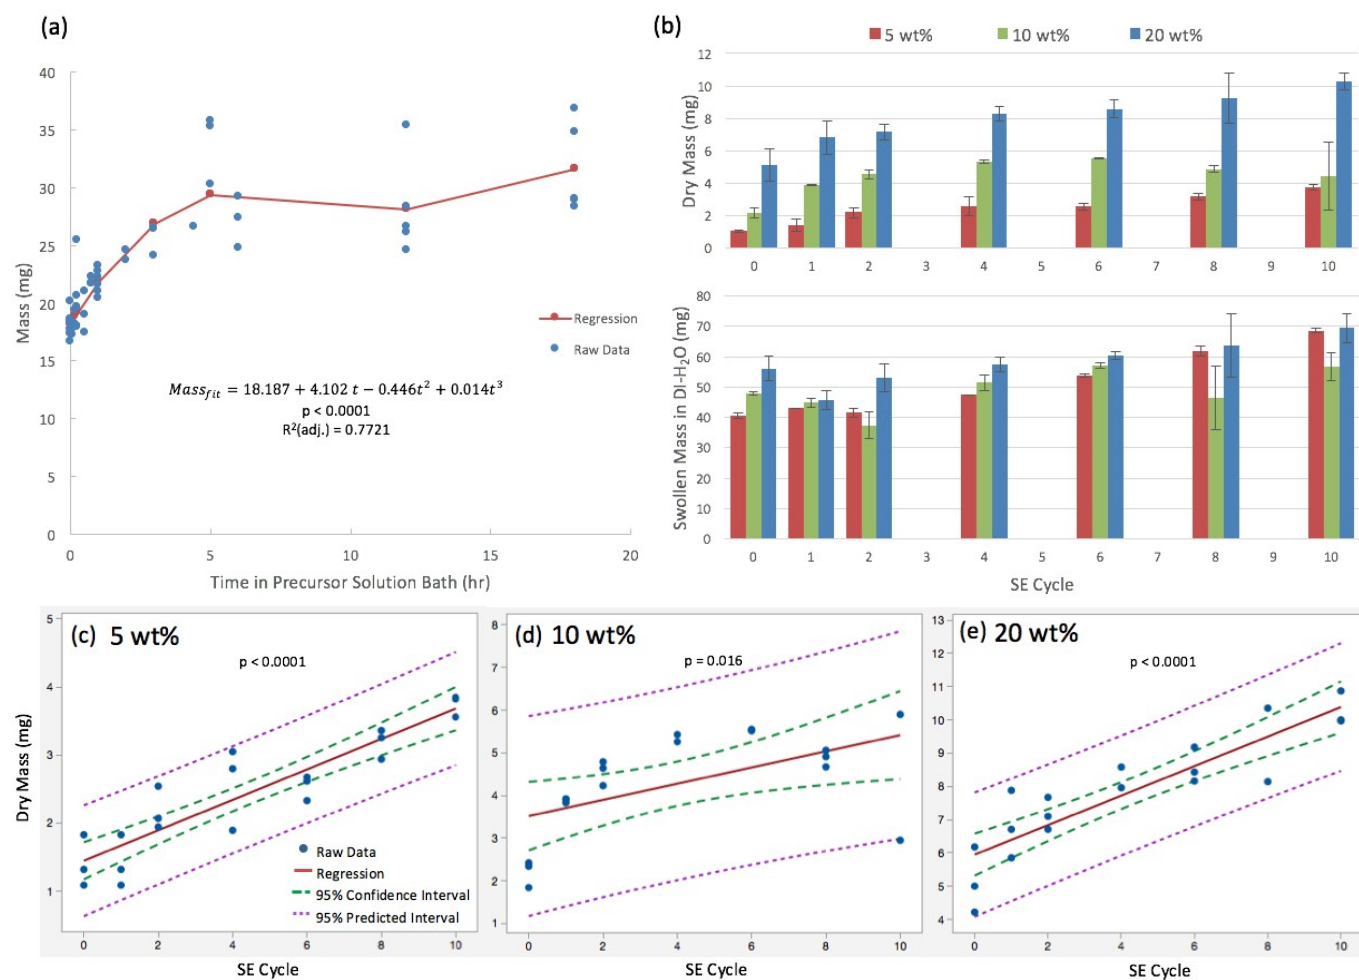 (a)
40
35
30
25
20
15
10
5
0
Mass (mg)
0 5 10 15 20
Time in Precursor Solution Bath (hr)
Regression
Raw Data
Mass_fit = 18.187 + 4.102 t − 0.446t² + 0.014t³
p < 0.0001
R²(adj.) = 0.7721
(b)
5 wt% 10 wt% 20 wt%
12
10
8
6
4
2
0
Dry Mass (mg)
0 1 2 3 4 5 6 7 8 9 10
80
70
60
50
40
30
20
10
0
Swollen Mass in DI-H₂O (mg)
0 1 2 3 4 5 6 7 8 9 10
SE Cycle
(c) 5 wt%
p < 0.0001
5
4
3
2
1
Dry Mass (mg)
Raw Data
Regression
95% Confidence Interval
95% Predicted Interval
0 2 4 6 8 10
SE Cycle
(d) 10 wt%
p = 0.016
8
7
6
5
4
3
2
1
0 2 4 6 8 10
SE Cycle
(e) 20 wt%
p < 0.0001
13
12
11
10
9
8
7
6
5
4
0 2 4 6 8 10
SE Cycle